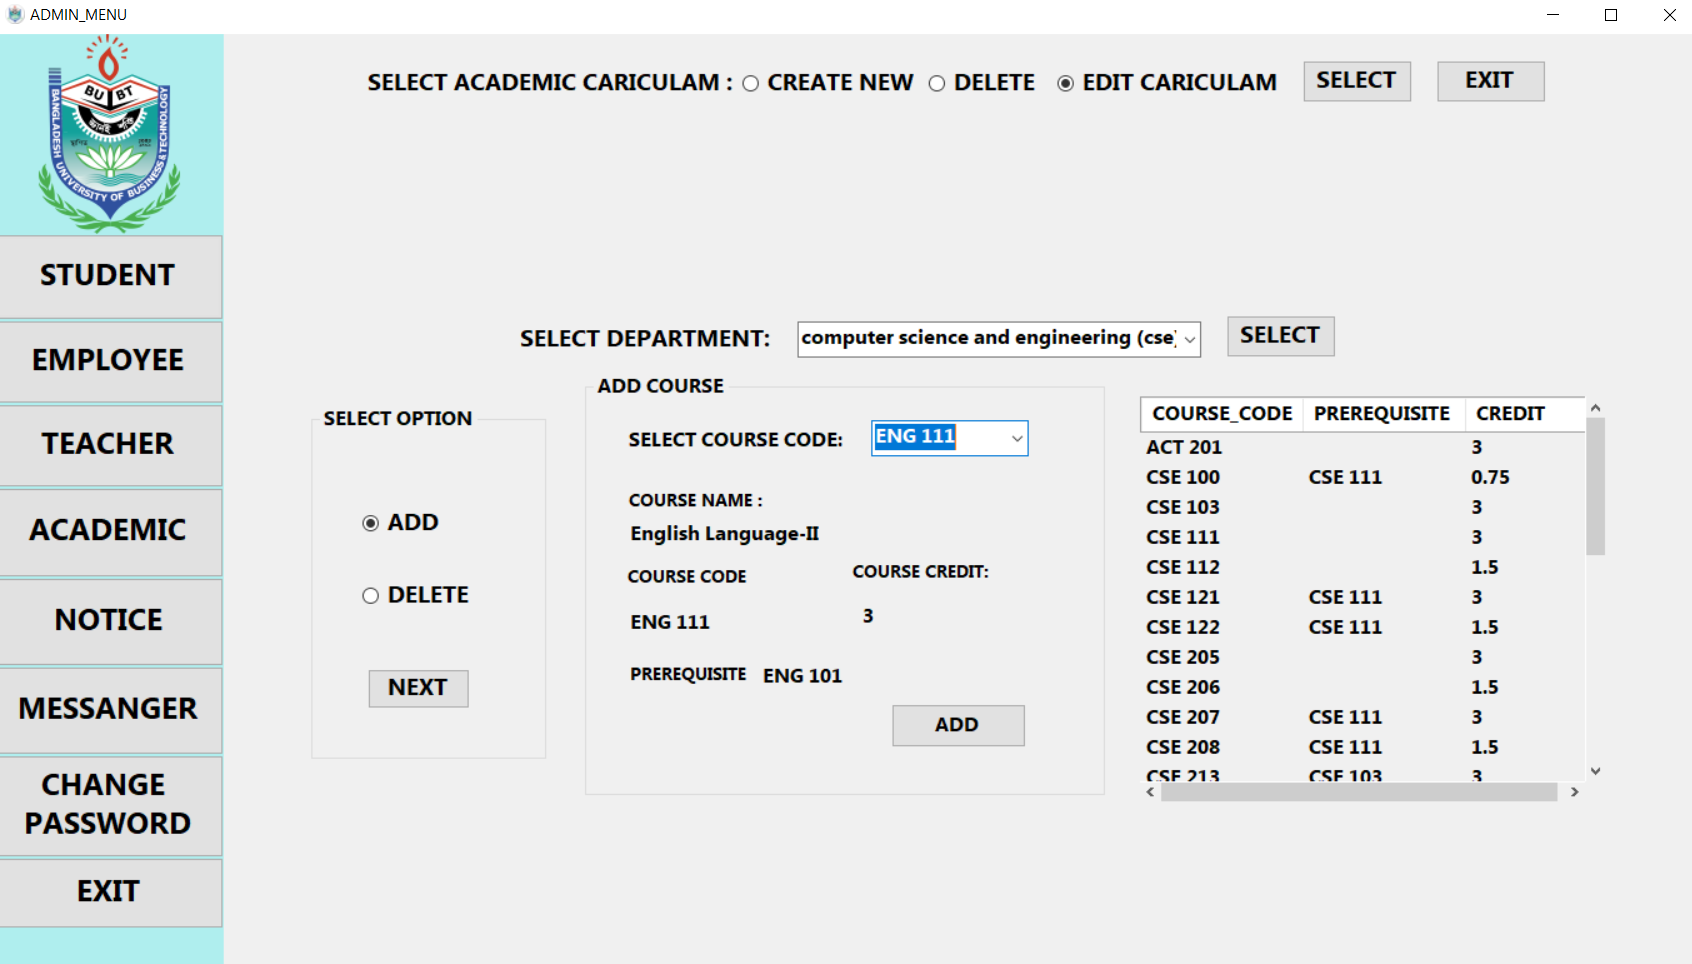 ADMIN_MENU
BUBT
BANGLADESH UNIVERSITY OF BUSINESS & TECHNOLOGY
STUDENT
EMPLOYEE
TEACHER
ACADEMIC
NOTICE
MESSANGER
CHANGE
PASSWORD
EXIT
SELECT ACADEMIC CARICULAM : CREATE NEW DELETE EDIT CARICULAM SELECT EXIT
SELECT DEPARTMENT: computer science and engineering (cse) SELECT
SELECT OPTION
ADD
DELETE
NEXT
ADD COURSE
SELECT COURSE CODE: ENG 111
COURSE NAME :
English Language-II
COURSE CODE COURSE CREDIT:
ENG 111 3
PREREQUISITE ENG 101
ADD
COURSE_CODE PREREQUISITE CREDIT
ACT 201 3
CSE 100 CSE 111 0.75
CSE 103 3
CSE 111 3
CSE 112 1.5
CSE 121 CSE 111 3
CSE 122 CSE 111 1.5
CSE 205 3
CSE 206 1.5
CSE 207 CSE 111 3
CSE 208 CSE 111 1.5
CSE 213 CSE 103 3